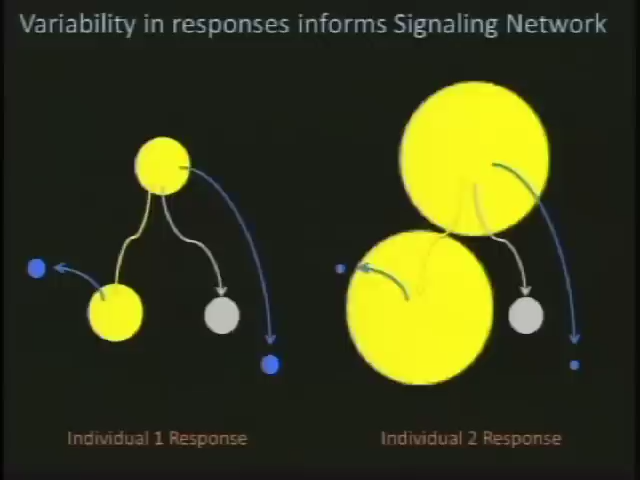 Variability in responses informs Signaling Network
Individual 1 Response
Individual 2 Response